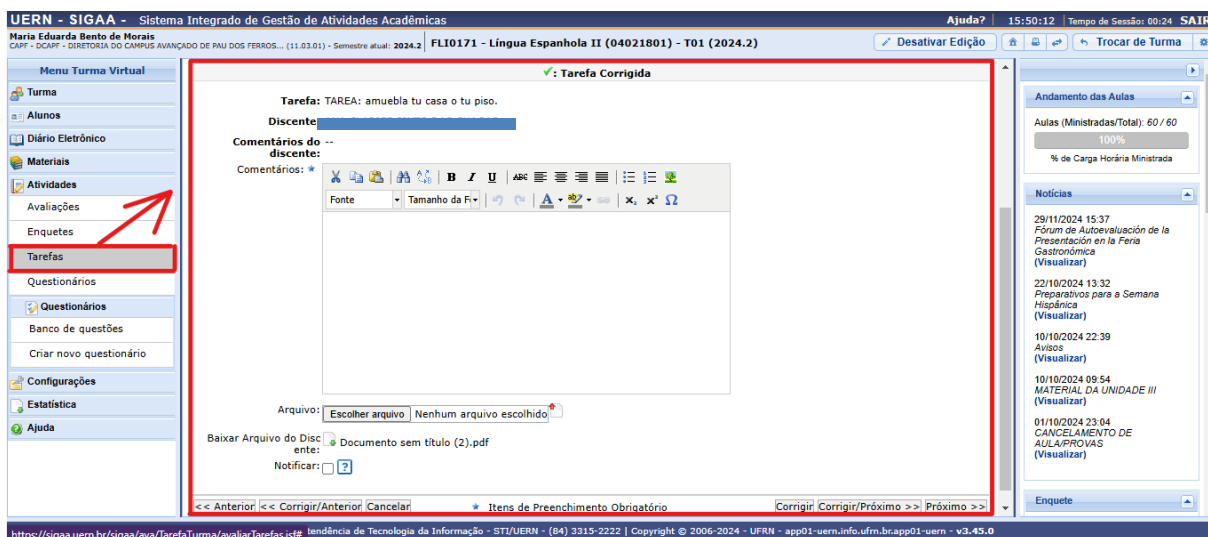 UERN - SIGAA - Sistema Integrado de Gestão de Atividades Acadêmicas
Ajuda? | 15:50:12 | Tempo de Sessão: 00:24 SAIR
Maria Eduarda Bento de Morais
CAPF - DCAPF - DIRETORIA DO CAMPUS AVANÇADO DE PAU DOS FERROS... (11.03.01) - Semestre atual: 2024.2
FLI0171 - Língua Espanhola II (04021801) - T01 (2024.2)
Desativar Edição
Trocar de Turma
Menu Turma Virtual
Turma
Alunos
Diário Eletrônico
Materiais
Atividades
Avaliações
Enquetes
Tarefas
Questionários
Questionários
Banco de questões
Criar novo questionário
Configurações
Estatística
Ajuda
: Tarefa Corrigida
Tarefa: TAREA: amuebla tu casa o tu piso.
Discente
Comentários do --
discente:
Comentários:
B I U ABC
Fonte
Tamanho da F
A
x₂ x² Ω
Arquivo: Escolher arquivo Nenhum arquivo escolhido
Baixar Arquivo do Disc
ente:
Documento sem título (2).pdf
Notificar: ?
<< Anterior << Corrigir/Anterior Cancelar
Itens de Preenchimento Obrigatório
Corrigir Corrigir/Próximo >> Próximo >>
Andamento das Aulas
Aulas (Ministradas/Total): 60 / 60
100%
% de Carga Horária Ministrada
Notícias
29/11/2024 15:37
Fórum de Autoevaluación de la
Presentación en la Feria
Gastronómica
(Visualizar)
22/10/2024 13:32
Preparativos para a Semana
Hispânica
(Visualizar)
10/10/2024 22:39
Avisos
(Visualizar)
10/10/2024 09:54
MATERIAL DA UNIDADE III
(Visualizar)
01/10/2024 23:04
CANCELAMENTO DE
AULA/PROVAS
(Visualizar)
Enquete
https://sigaa.uern.br/sigaa/ava/TarefaTurma/avaliarTarefas.jsf#
tendência de Tecnologia da Informação - STI/UERN - (84) 3315-2222 | Copyright © 2006-2024 - UFRN - app01-uern.info.ufrn.br.app01-uern - v3.45.0